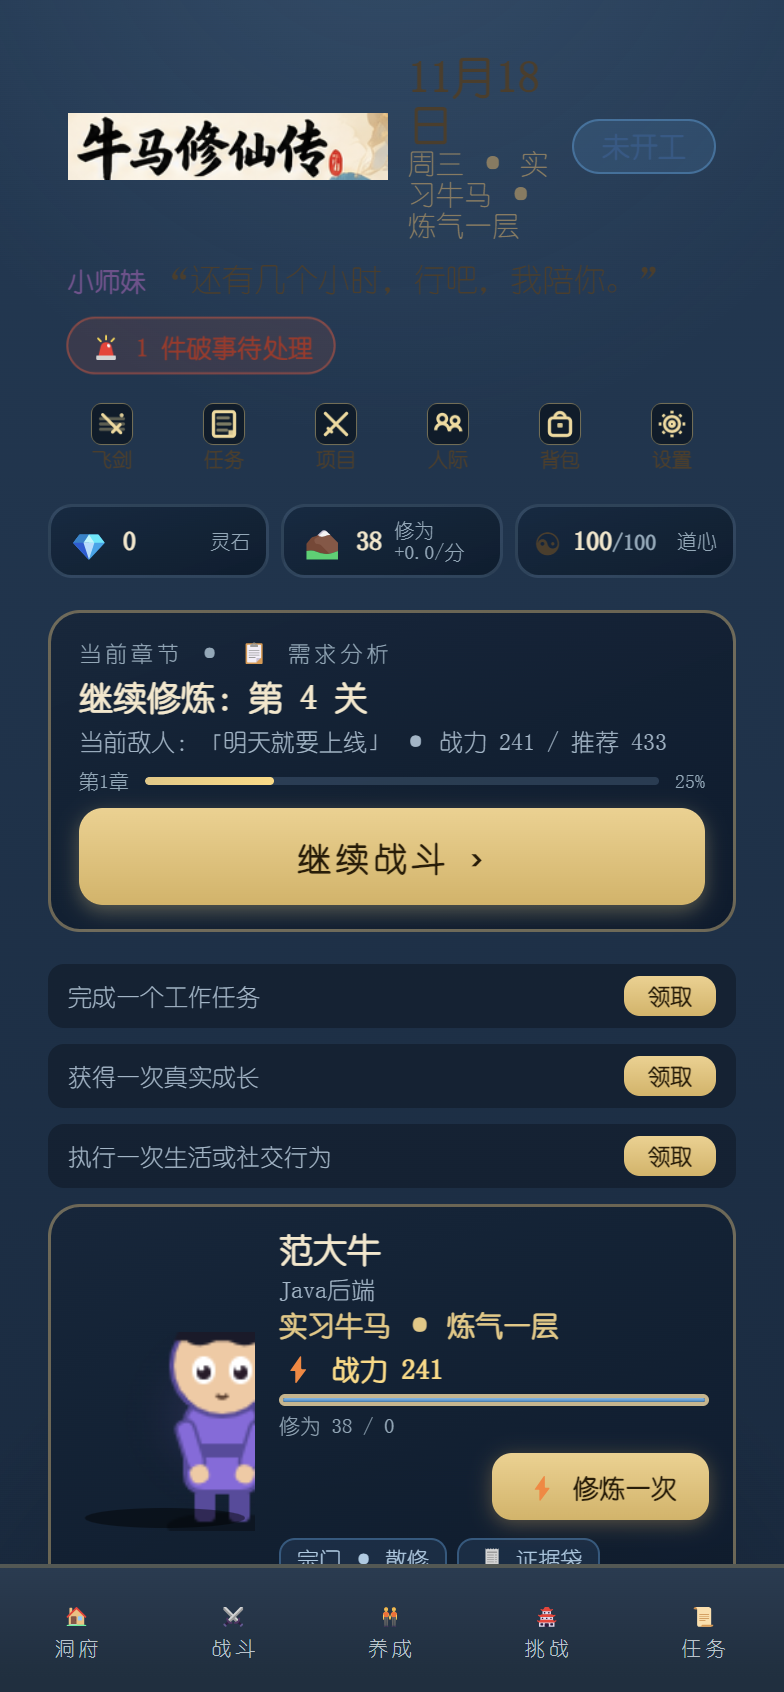 牛马修仙传
11月18
日
周三 • 实
习牛马 •
炼气一层
未开工
小师妹 “还有几个小时，行吧，我陪你。”
1 件破事待处理
飞剑 任务 项目 人际 背包 设置
0 灵石
38 修为
+0.0/分
100/100 道心
当前章节 • 需求分析
继续修炼：第 4 关
当前敌人：「明天就要上线」 • 战力 241 / 推荐 433
第1章 25%
继续战斗 ›
完成一个工作任务 领取
获得一次真实成长 领取
执行一次生活或社交行为 领取
范大牛
Java后端
实习牛马 • 炼气一层
战力 241
修为 38 / 0
修炼一次
宗门 • 散修 证据袋
洞府 战斗 养成 挑战 任务